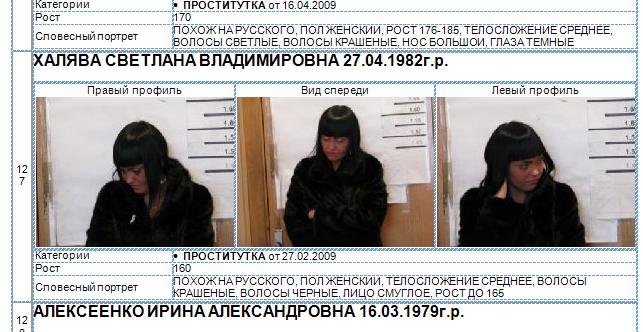 Категории • ПРОСТИТУТКА от 16.04.2009
Рост 170
Словесный портрет ПОХОЖ НА РУССКОГО, ПОЛ ЖЕНСКИЙ, РОСТ 176-185, ТЕЛОСЛОЖЕНИЕ СРЕДНЕЕ,
ВОЛОСЫ СВЕТЛЫЕ, ВОЛОСЫ КРАШЕНЫЕ, НОС БОЛЬШОЙ, ГЛАЗА ТЕМНЫЕ
ХАЛЯВА СВЕТЛАНА ВЛАДИМИРОВНА 27.04.1982г.р.
Правый профиль Вид спереди Левый профиль
12
7
Категории • ПРОСТИТУТКА от 27.02.2009
Рост 160
Словесный портрет ПОХОЖ НА РУССКОГО, ПОЛ ЖЕНСКИЙ, ТЕЛОСЛОЖЕНИЕ СРЕДНЕЕ, ВОЛОСЫ
КРАШЕНЫЕ, ВОЛОСЫ ЧЕРНЫЕ, ЛИЦО СМУГЛОЕ, РОСТ ДО 165
12 АЛЕКСЕЕНКО ИРИНА АЛЕКСАНДРОВНА 16.03.1979г.р.